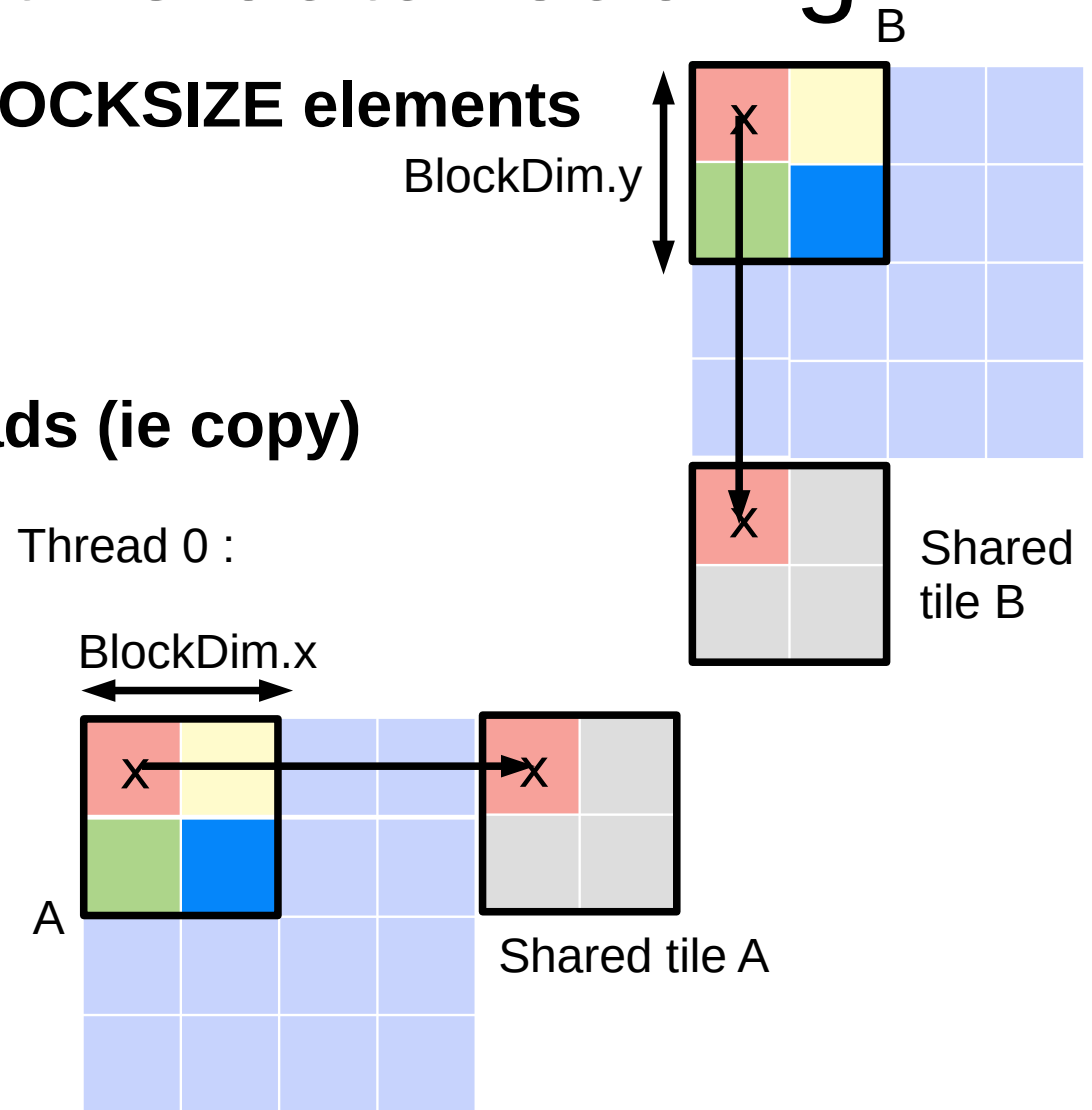 B
OCKSIZE elements
x
BlockDim.y
ds (ie copy)
x
Thread 0 :
Shared
tile B
BlockDim.x
x
x
A
Shared tile A